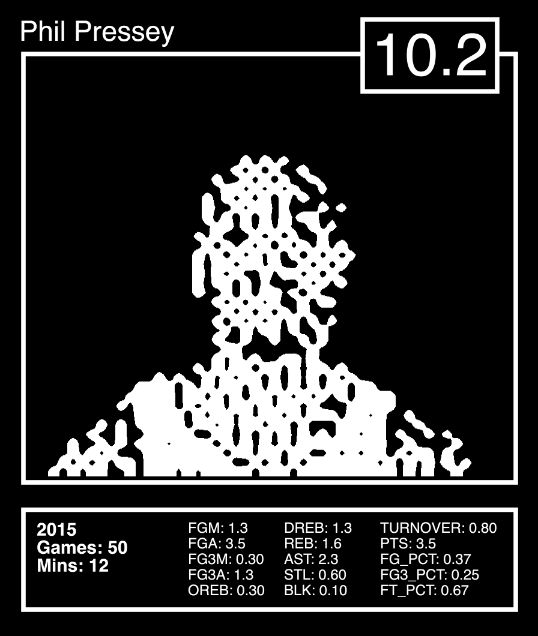 Phil Pressey
10.2
2015
Games: 50
Mins: 12
FGM: 1.3
FGA: 3.5
FG3M: 0.30
FG3A: 1.3
OREB: 0.30
DREB: 1.3
REB: 1.6
AST: 2.3
STL: 0.60
BLK: 0.10
TURNOVER: 0.80
PTS: 3.5
FG_PCT: 0.37
FG3_PCT: 0.25
FT_PCT: 0.67